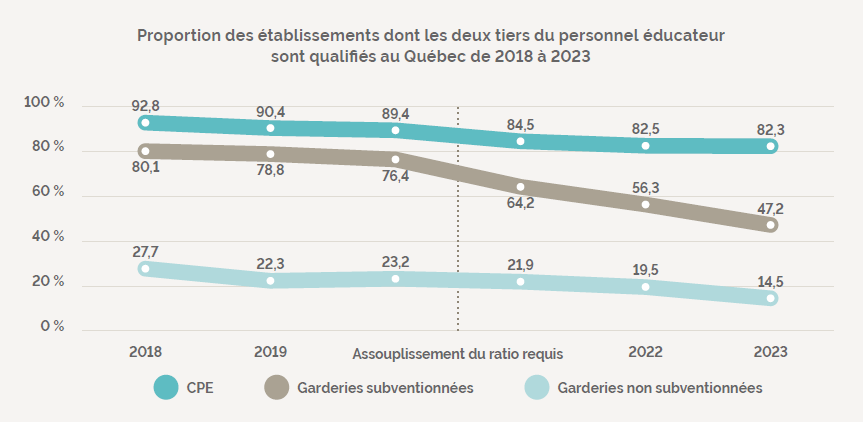 Proportion des établissements dont les deux tiers du personnel éducateur
sont qualifiés au Québec de 2018 à 2023
100 %
80 %
60 %
40 %
20 %
0 %
92,8 90,4 89,4 84,5 82,5 82,3
80,1 78,8 76,4 64,2 56,3 47,2
27,7 22,3 23,2 21,9 19,5 14,5
2018 2019 Assouplissement du ratio requis 2022 2023
CPE Garderies subventionnées Garderies non subventionnées